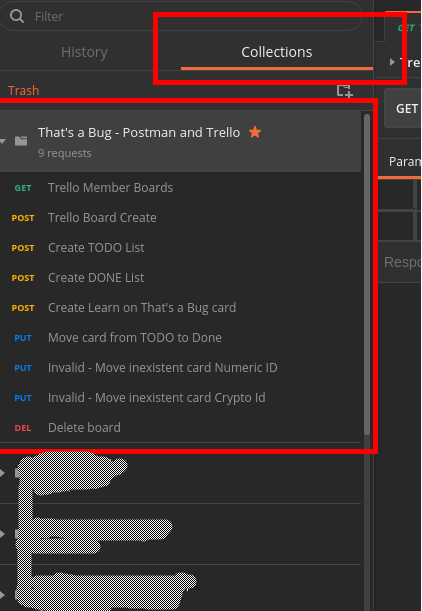 Filter
GET
History
Collections
Tre
Trash
GET
That's a Bug - Postman and Trello
9 requests
Param
GET Trello Member Boards
POST Trello Board Create
POST Create TODO List
Respo
POST Create DONE List
POST Create Learn on That's a Bug card
PUT Move card from TODO to Done
PUT Invalid - Move inexistent card Numeric ID
PUT Invalid - Move inexistent card Crypto Id
DEL Delete board